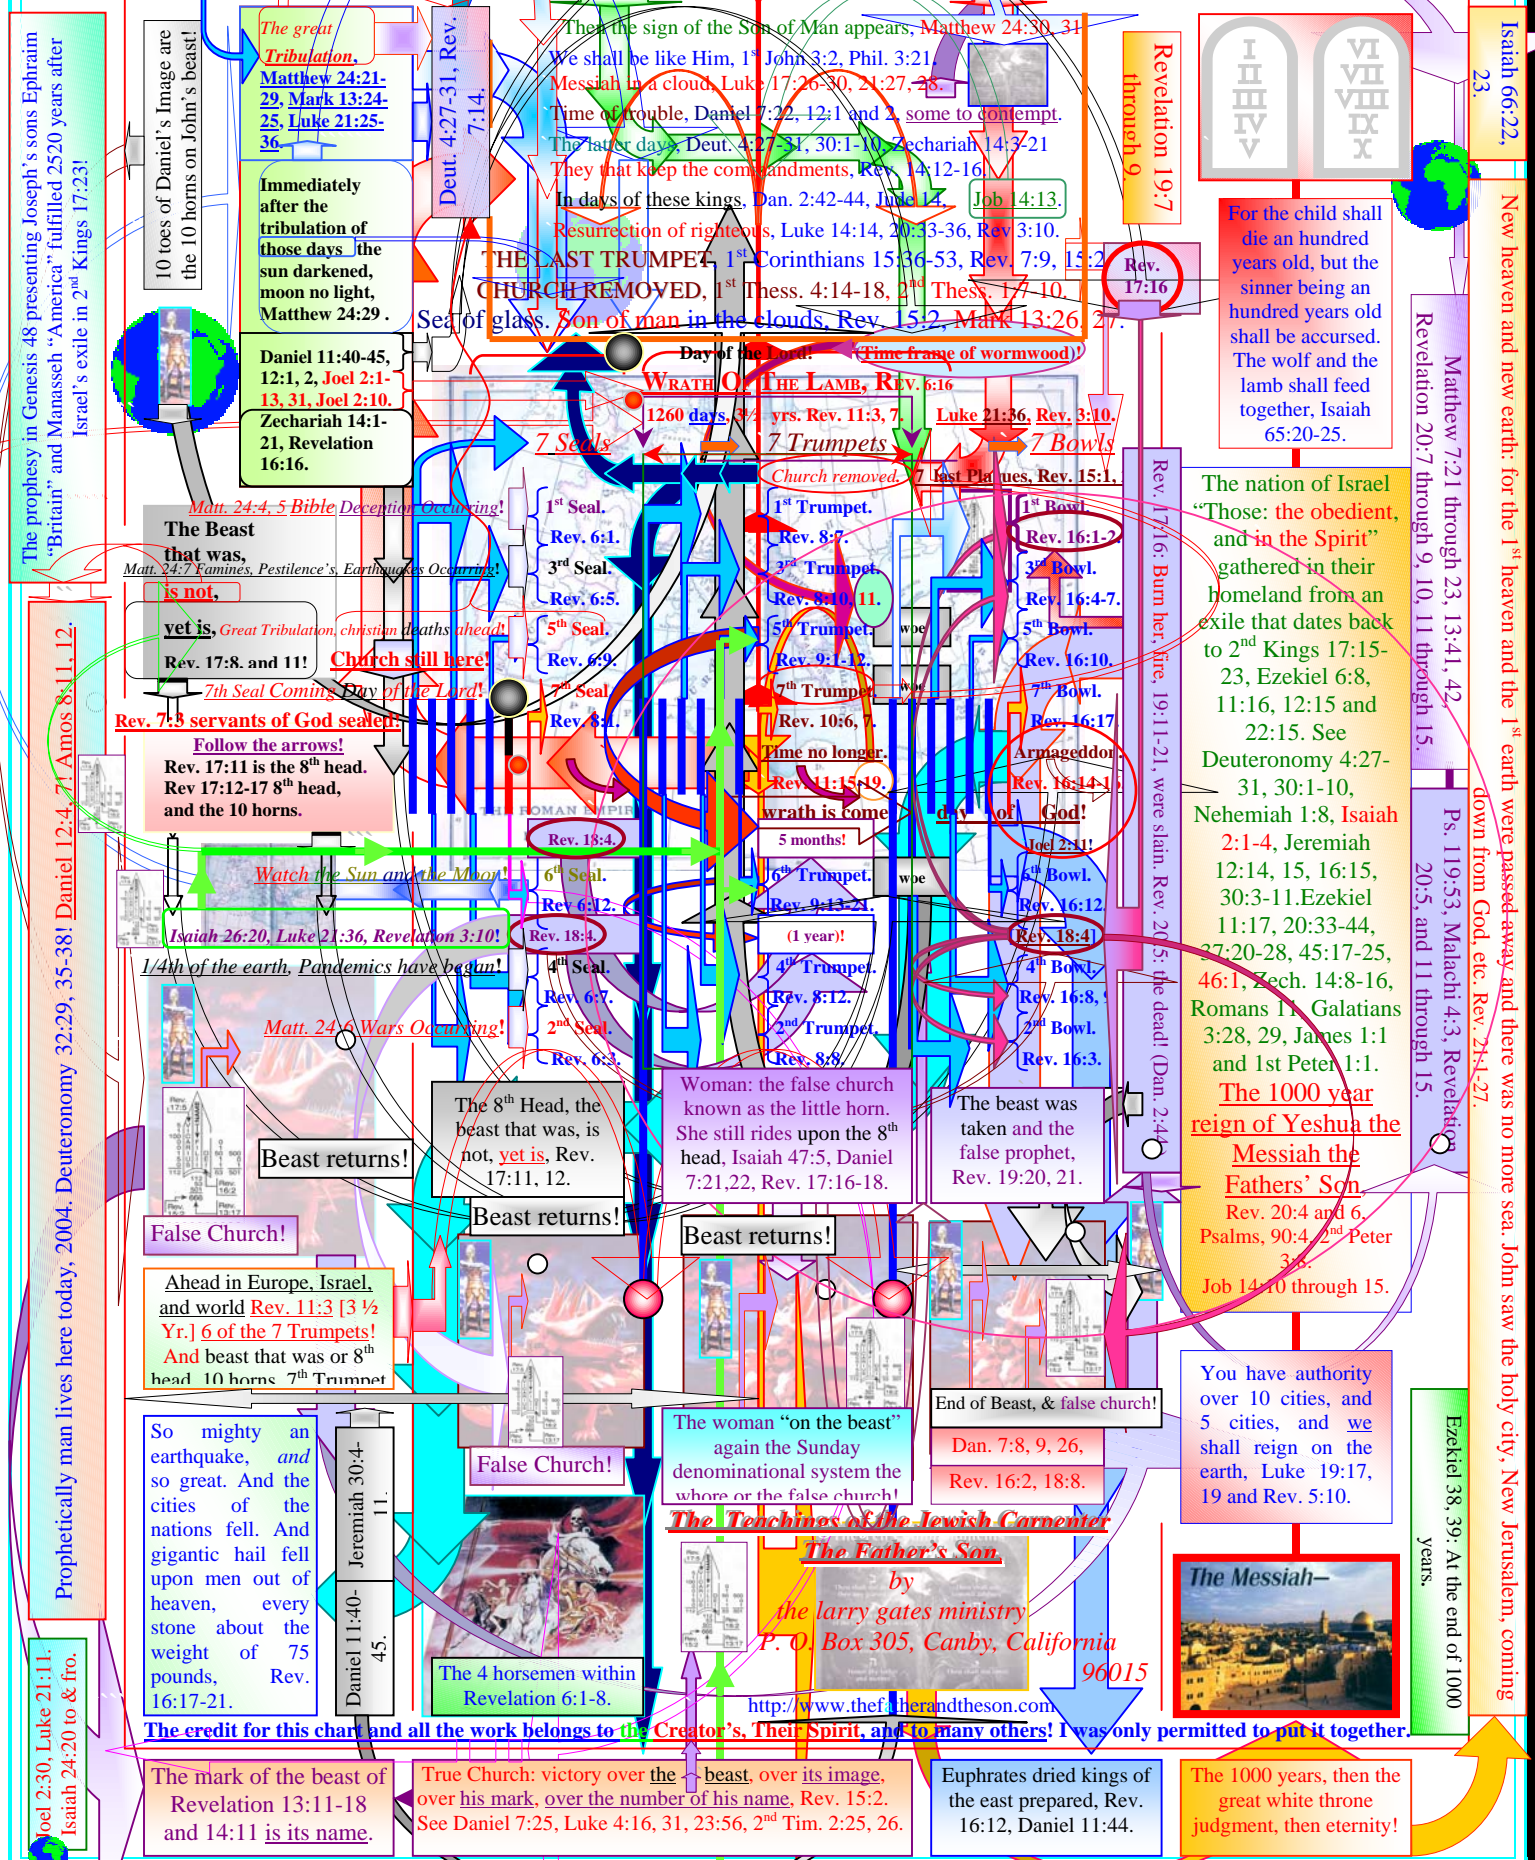 The prophesy in Genesis 48 presenting Joseph's sons Ephraim
"Britain" and Manasseh "America" fulfilled 2520 years after
Israel's exile in 2nd Kings 17:23!
10 toes of Daniel's Image are
the 10 horns on John's beast!
The great
Tribulation,
Matthew 24:21-
29, Mark 13:24-
25, Luke 21:25-
36.
Immediately
after the
tribulation of
those days the
sun darkened,
moon no light,
Matthew 24:29 .
Daniel 11:40-45,
12:1, 2, Joel 2:1-
13, 31, Joel 2:10.
Zechariah 14:1-
21, Revelation
16:16.
Deut. 4:27-31, Rev.
7:14.
Then the sign of the Son of Man appears, Matthew 24:30, 31
We shall be like Him, 1st John 3:2, Phil. 3:21.
Messiah in a cloud, Luke 17:26-30, 21:27, 28.
Time of trouble, Daniel 7:22, 12:1 and 2, some to contempt.
The latter days, Deut. 4:27-31, 30:1-10, Zechariah 14:3-21
They that keep the commandments, Rev. 14:12-16.
In days of these kings, Dan. 2:42-44, Jude 14, Job 14:13.
Resurrection of righteous, Luke 14:14, 20:33-36, Rev 3:10.
THE LAST TRUMPET, 1st Corinthians 15:36-53, Rev. 7:9, 15:2
CHURCH REMOVED, 1st Thess. 4:14-18, 2nd Thess. 1:7-10.
Sea of glass. Son of man in the clouds, Rev. 15:2, Mark 13:26, 27.
Day of the Lord! (Time frame of wormwood)!
WRATH OF THE LAMB, REV. 6:16
1260 days, 3½ yrs. Rev. 11:3, 7. Luke 21:36, Rev. 3:10.
7 Seals 7 Trumpets 7 Bowls
Church removed. 7 last Plagues, Rev. 15:1,
Revelation 19:7
through 9.
Rev.
17:16
I
II
III
IV
V
VI
VII
VIII
IX
X
Isaiah 66:22,
23.
For the child shall
die an hundred
years old, but the
sinner being an
hundred years old
shall be accursed.
The wolf and the
lamb shall feed
together, Isaiah
65:20-25.
Matthew 7:21 through 23, 13:41, 42,
Revelation 20:7 through 9, 10, 11 through 15.
New heaven and new earth: for the 1st heaven and the 1st earth were passed away and there was no more sea. John saw the holy city, New Jerusalem, coming
down from God, etc. Rev. 21:1-27.
Matt. 24:4, 5 Bible Deception Occurring!
The Beast
that was,
Matt. 24:7 Famines, Pestilence's, Earthquakes Occurring!
is not,
yet is, Great Tribulation, christian deaths ahead!
Rev. 17:8. and 11!
Church still here!
7th Seal Coming Day of the Lord!
Rev. 7:3 servants of God sealed!
Follow the arrows!
Rev. 17:11 is the 8th head.
Rev 17:12-17 8th head,
and the 10 horns.
Watch the Sun and the Moon!
Isaiah 26:20, Luke 21:36, Revelation 3:10!
1/4th of the earth, Pandemics have began!
Matt. 24:6 Wars Occurring!
1st Seal.
Rev. 6:1.
3rd Seal.
Rev. 6:5.
5th Seal.
Rev. 6:9.
7th Seal
Rev. 8:1.
THE ROMAN EMPIRE
Rev. 18:4.
6th Seal.
Rev 6:12.
Rev. 18:4.
4th Seal.
Rev. 6:7.
2nd Seal.
Rev. 6:3.
1st Trumpet.
Rev. 8:7.
3rd Trumpet.
Rev. 8:10, 11.
5th Trumpet.
Rev. 9:1-12.
7th Trumpet.
Rev. 10:6, 7.
Time no longer.
Rev. 11:15-19.
wrath is come day of God!
5 months!
6th Trumpet.
Rev. 9:13-21.
(1 year)!
4th Trumpet.
Rev. 8:12.
2nd Trumpet.
Rev. 8:8.
woe
woe
woe
1st Bowl.
Rev. 16:1-2.
3rd Bowl.
Rev. 16:4-7.
5th Bowl.
Rev. 16:10.
7th Bowl.
Rev. 16:17
Armageddon.
Rev. 16:14-16
Joel 2:11!
6th Bowl.
Rev. 16:12.
Rev. 18:4
4th Bowl.
Rev. 16:8, 9
2nd Bowl.
Rev. 16:3.
Rev. 17:16: Burn her, fire, 19:11-21, were slain. Rev. 20:5: the dead! (Dan. 2:44)
The nation of Israel
"Those: the obedient,
and in the Spirit"
gathered in their
homeland from an
exile that dates back
to 2nd Kings 17:15-
23, Ezekiel 6:8,
11:16, 12:15 and
22:15. See
Deuteronomy 4:27-
31, 30:1-10,
Nehemiah 1:8, Isaiah
2:1-4, Jeremiah
12:14, 15, 16:15,
30:3-11.Ezekiel
11:17, 20:33-44,
37:20-28, 45:17-25,
46:1, Zech. 14:8-16,
Romans 11, Galatians
3:28, 29, James 1:1
and 1st Peter 1:1.
The 1000 year
reign of Yeshua the
Messiah the
Fathers' Son.
Rev. 20:4 and 6,
Psalms, 90:4, 2nd Peter
3:8.
Job 14:10 through 15.
Ps. 119:53, Malachi 4:3, Revelation
20:5, and 11 through 15.
Prophetically man lives here today, 2004. Deuteronomy 32:29, 35-38! Daniel 12:4, 7! Amos 8:11, 12.
The 8th Head, the
beast that was, is
not, yet is, Rev.
17:11, 12.
Woman: the false church
known as the little horn.
She still rides upon the 8th
head, Isaiah 47:5, Daniel
7:21,22, Rev. 17:16-18.
The beast was
taken and the
false prophet,
Rev. 19:20, 21.
Beast returns!
Beast returns!
Beast returns!
False Church!
Ahead in Europe, Israel,
and world Rev. 11:3 [3 ½
Yr.] 6 of the 7 Trumpets!
And beast that was or 8th
head, 10 horns, 7th Trumpet
False Church!
The woman "on the beast"
again the Sunday
denominational system the
whore or the false church!
End of Beast, & false church!
Dan. 7:8, 9, 26,
Rev. 16:2, 18:8.
You have authority
over 10 cities, and
5 cities, and we
shall reign on the
earth, Luke 19:17,
19 and Rev. 5:10.
Ezekiel 38, 39: At the end of 1000
years.
So mighty an
earthquake, and
so great. And the
cities of the
nations fell. And
gigantic hail fell
upon men out of
heaven, every
stone about the
weight of 75
pounds, Rev.
16:17-21.
Jeremiah 30:4-
11.
Daniel 11:40-
45.
The 4 horsemen within
Revelation 6:1-8.
The Teachings of the Jewish Carpenter
The Father's Son
by
the larry gates ministry
P. O. Box 305, Canby, California
96015
http://www.thefatherandtheson.com
The Messiah—
The credit for this chart and all the work belongs to the Creator's, Their Spirit, and to many others! I was only permitted to put it together.
Joel 2:30, Luke 21:11.
Isaiah 24:20 to & fro.
The mark of the beast of
Revelation 13:11-18
and 14:11 is its name.
True Church: victory over the beast, over its image,
over his mark, over the number of his name, Rev. 15:2.
See Daniel 7:25, Luke 4:16, 31, 23:56, 2nd Tim. 2:25, 26.
Euphrates dried kings of
the east prepared, Rev.
16:12, Daniel 11:44.
The 1000 years, then the
great white throne
judgment, then eternity!